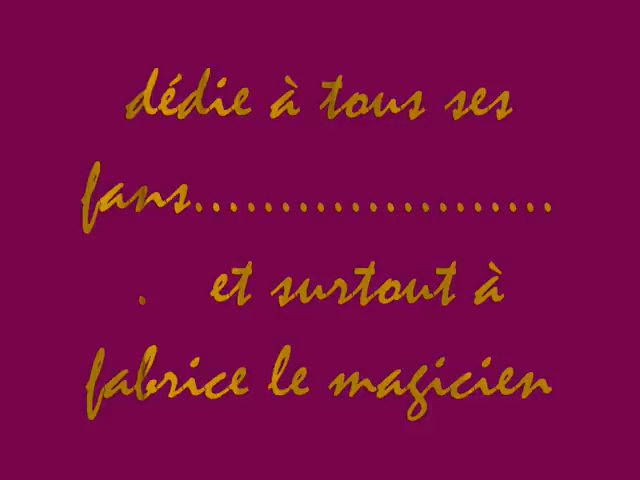 dédie à tous ses
fans.....................
. et surtout à
fabrice le magicien